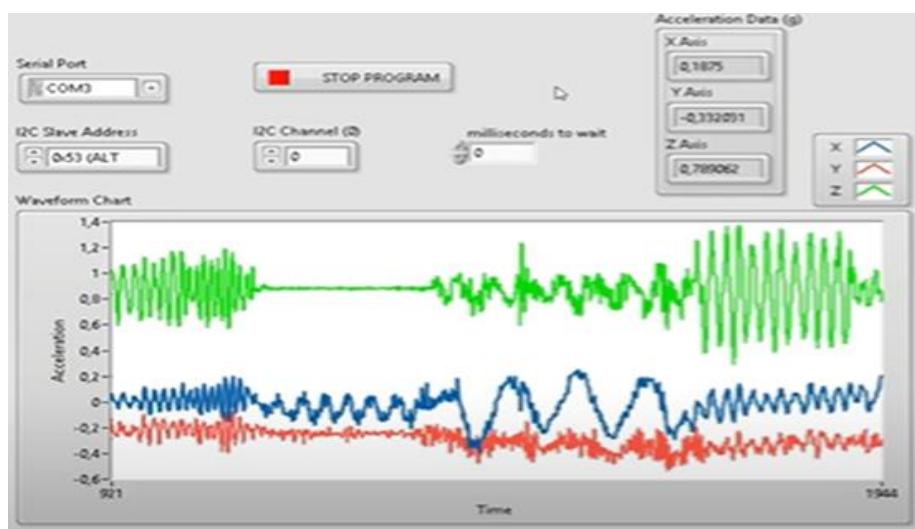 Acceleration Data (g)
X Axis
0,1875
Y Axis
-0,332031
Z Axis
0,789062
Serial Port
COM3
STOP PROGRAM
I2C Slave Address
0x53 (ALT
I2C Channel (0)
0
milliseconds to wait
0
X
Y
Z
Waveform Chart
1,4
1,2
1
0,8
0,6
0,4
0,2
0
-0,2
-0,4
-0,6
Acceleration
921
1944
Time